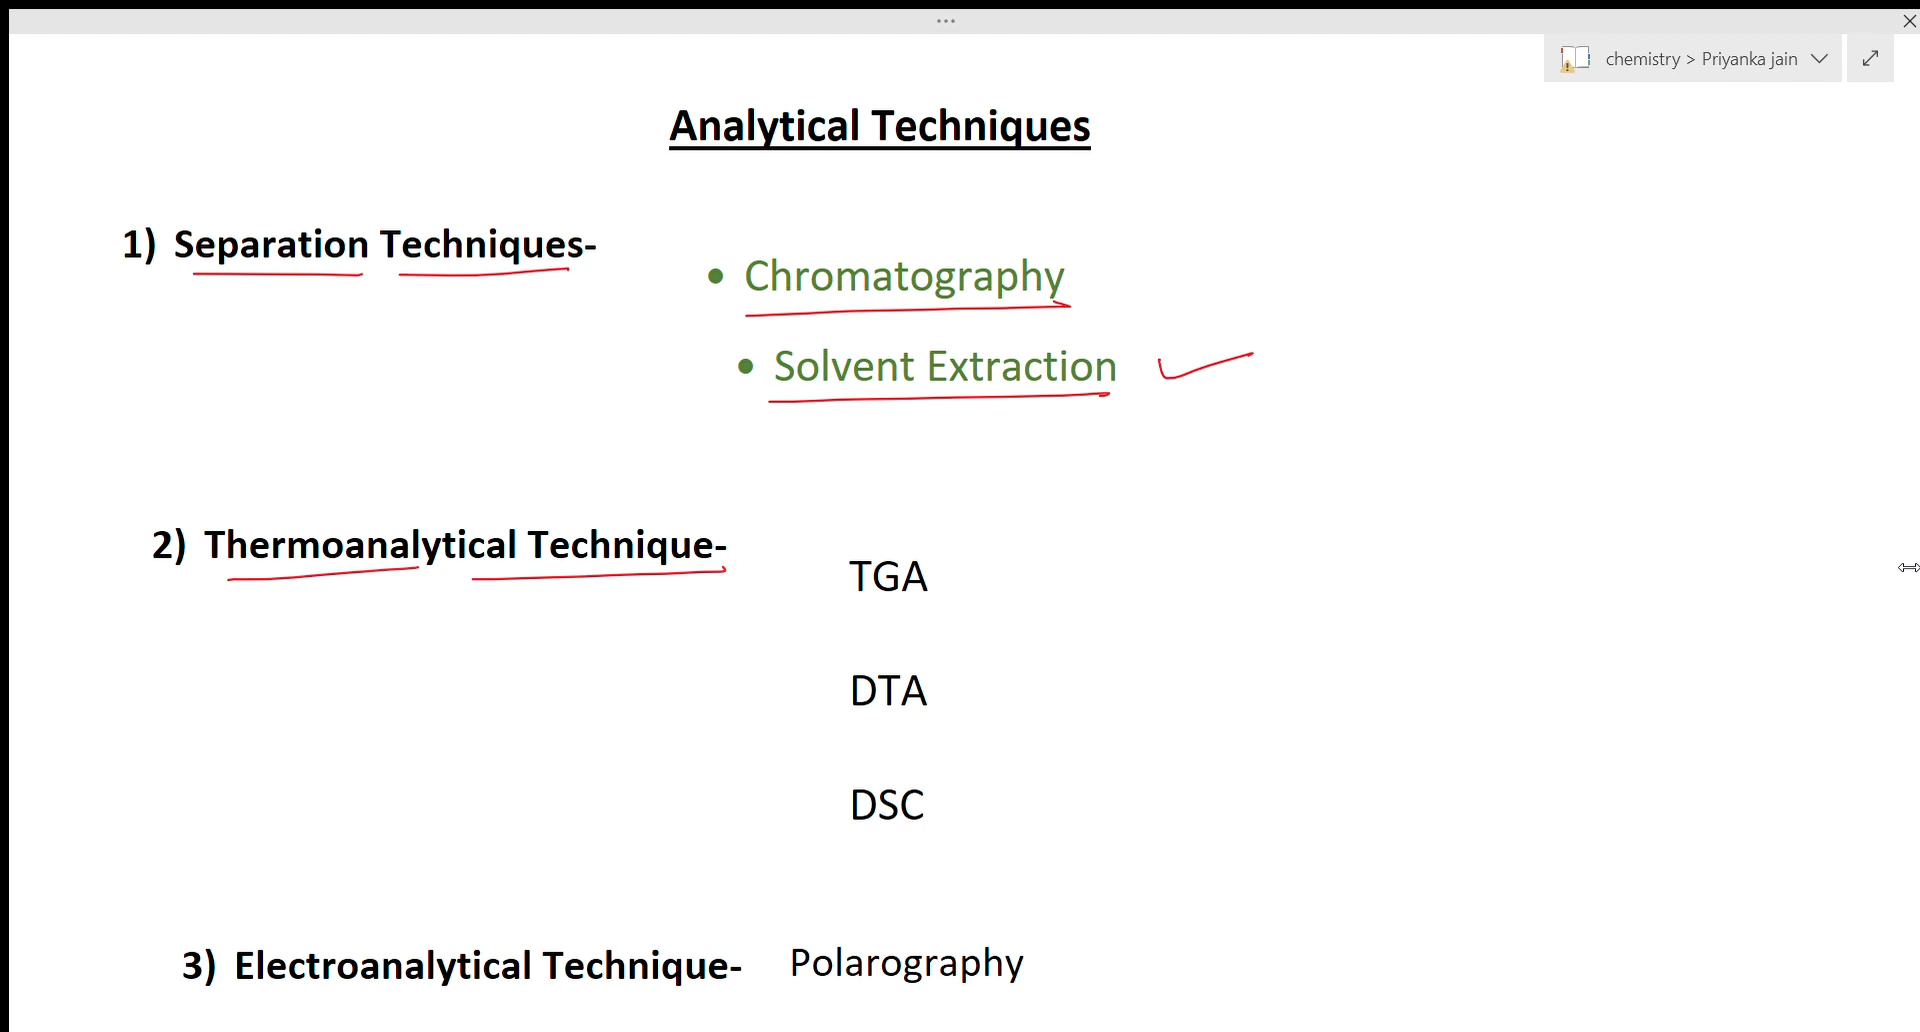 chemistry > Priyanka jain
Analytical Techniques
1) Separation Techniques-
• Chromatography
• Solvent Extraction
2) Thermoanalytical Technique-
TGA
DTA
DSC
3) Electroanalytical Technique- Polarography